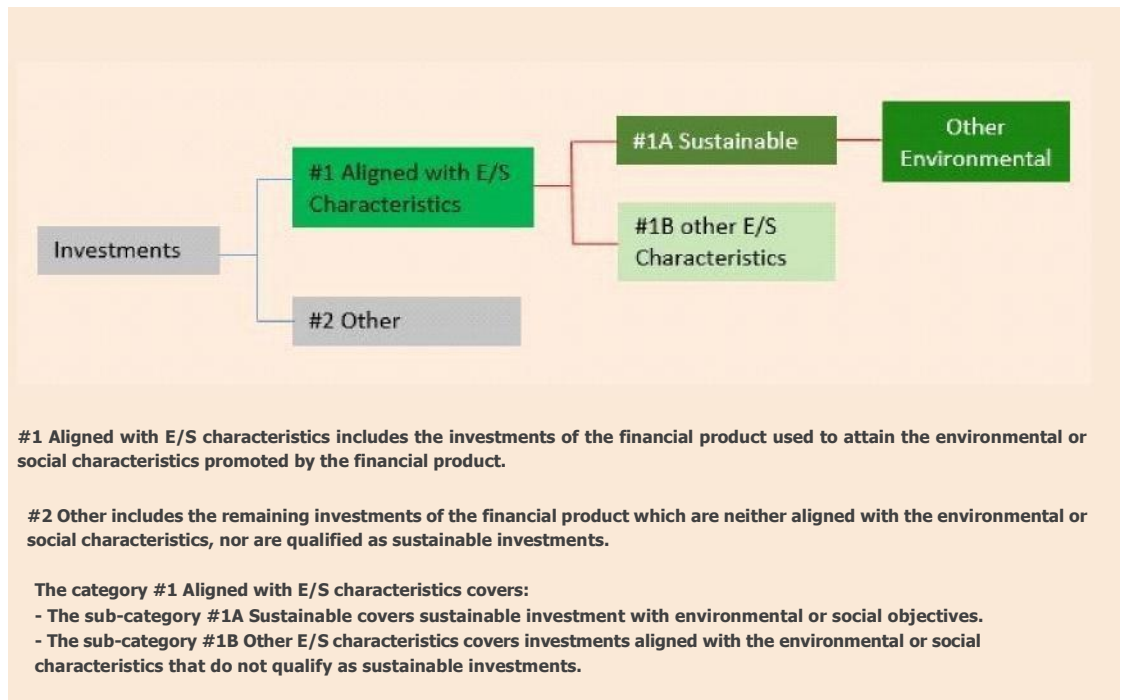 Other
#1A Sustainable
Environmental
#1 Aligned with E/S
Characteristics
#1B other E/S
Characteristics
Investments
#2 Other
#1 Aligned with E/S characteristics includes the investments of the financial product used to attain the environmental or
social characteristics promoted by the financial product.
#2 Other includes the remaining investments of the financial product which are neither aligned with the environmental or
social characteristics, nor are qualified as sustainable investments.
The category #1 Aligned with E/S characteristics covers:
- The sub-category #1A Sustainable covers sustainable investment with environmental or social objectives.
- The sub-category #1B Other E/S characteristics covers investments aligned with the environmental or social
characteristics that do not qualify as sustainable investments.